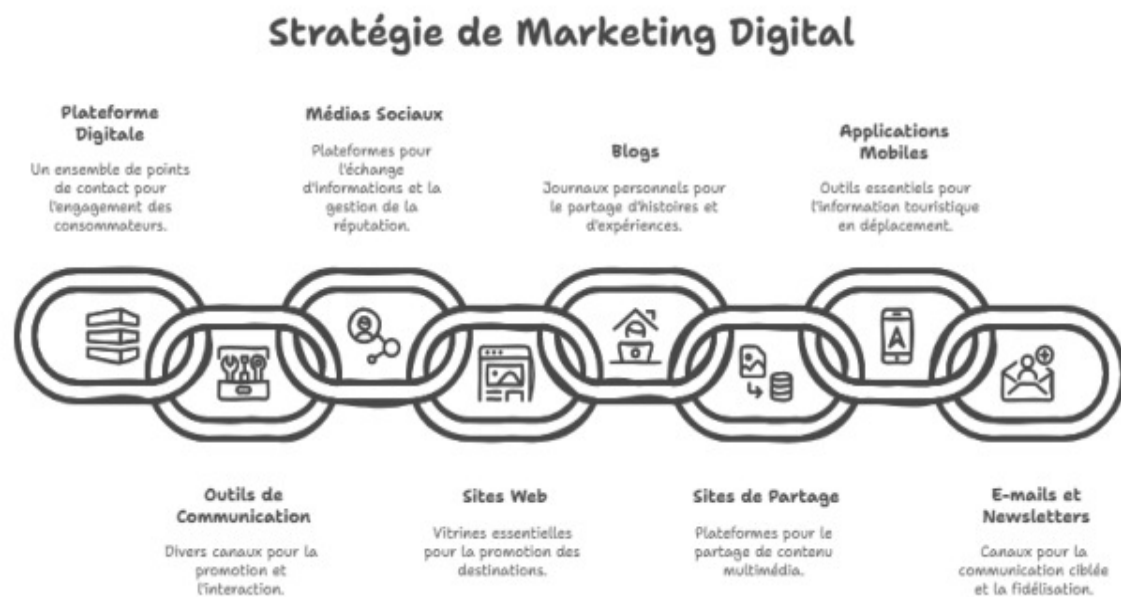 Stratégie de Marketing Digital
Plateforme
Digitale
Un ensemble de points
de contact pour
l'engagement des
consommateurs.
Médias Sociaux
Plateformes pour
l'échange
d'informations et la
gestion de la
réputation.
Blogs
Journaux personnels pour
le partage d'histoires et
d'expériences.
Applications
Mobiles
Outils essentiels pour
l'information touristique
en déplacement.
Outils de
Communication
Divers canaux pour la
promotion et
l'interaction.
Sites Web
Vitrines essentielles
pour la promotion des
destinations.
Sites de Partage
Plateformes pour le
partage de contenu
multimédia.
E-mails et
Newsletters
Canaux pour la
communication ciblée
et la fidélisation.